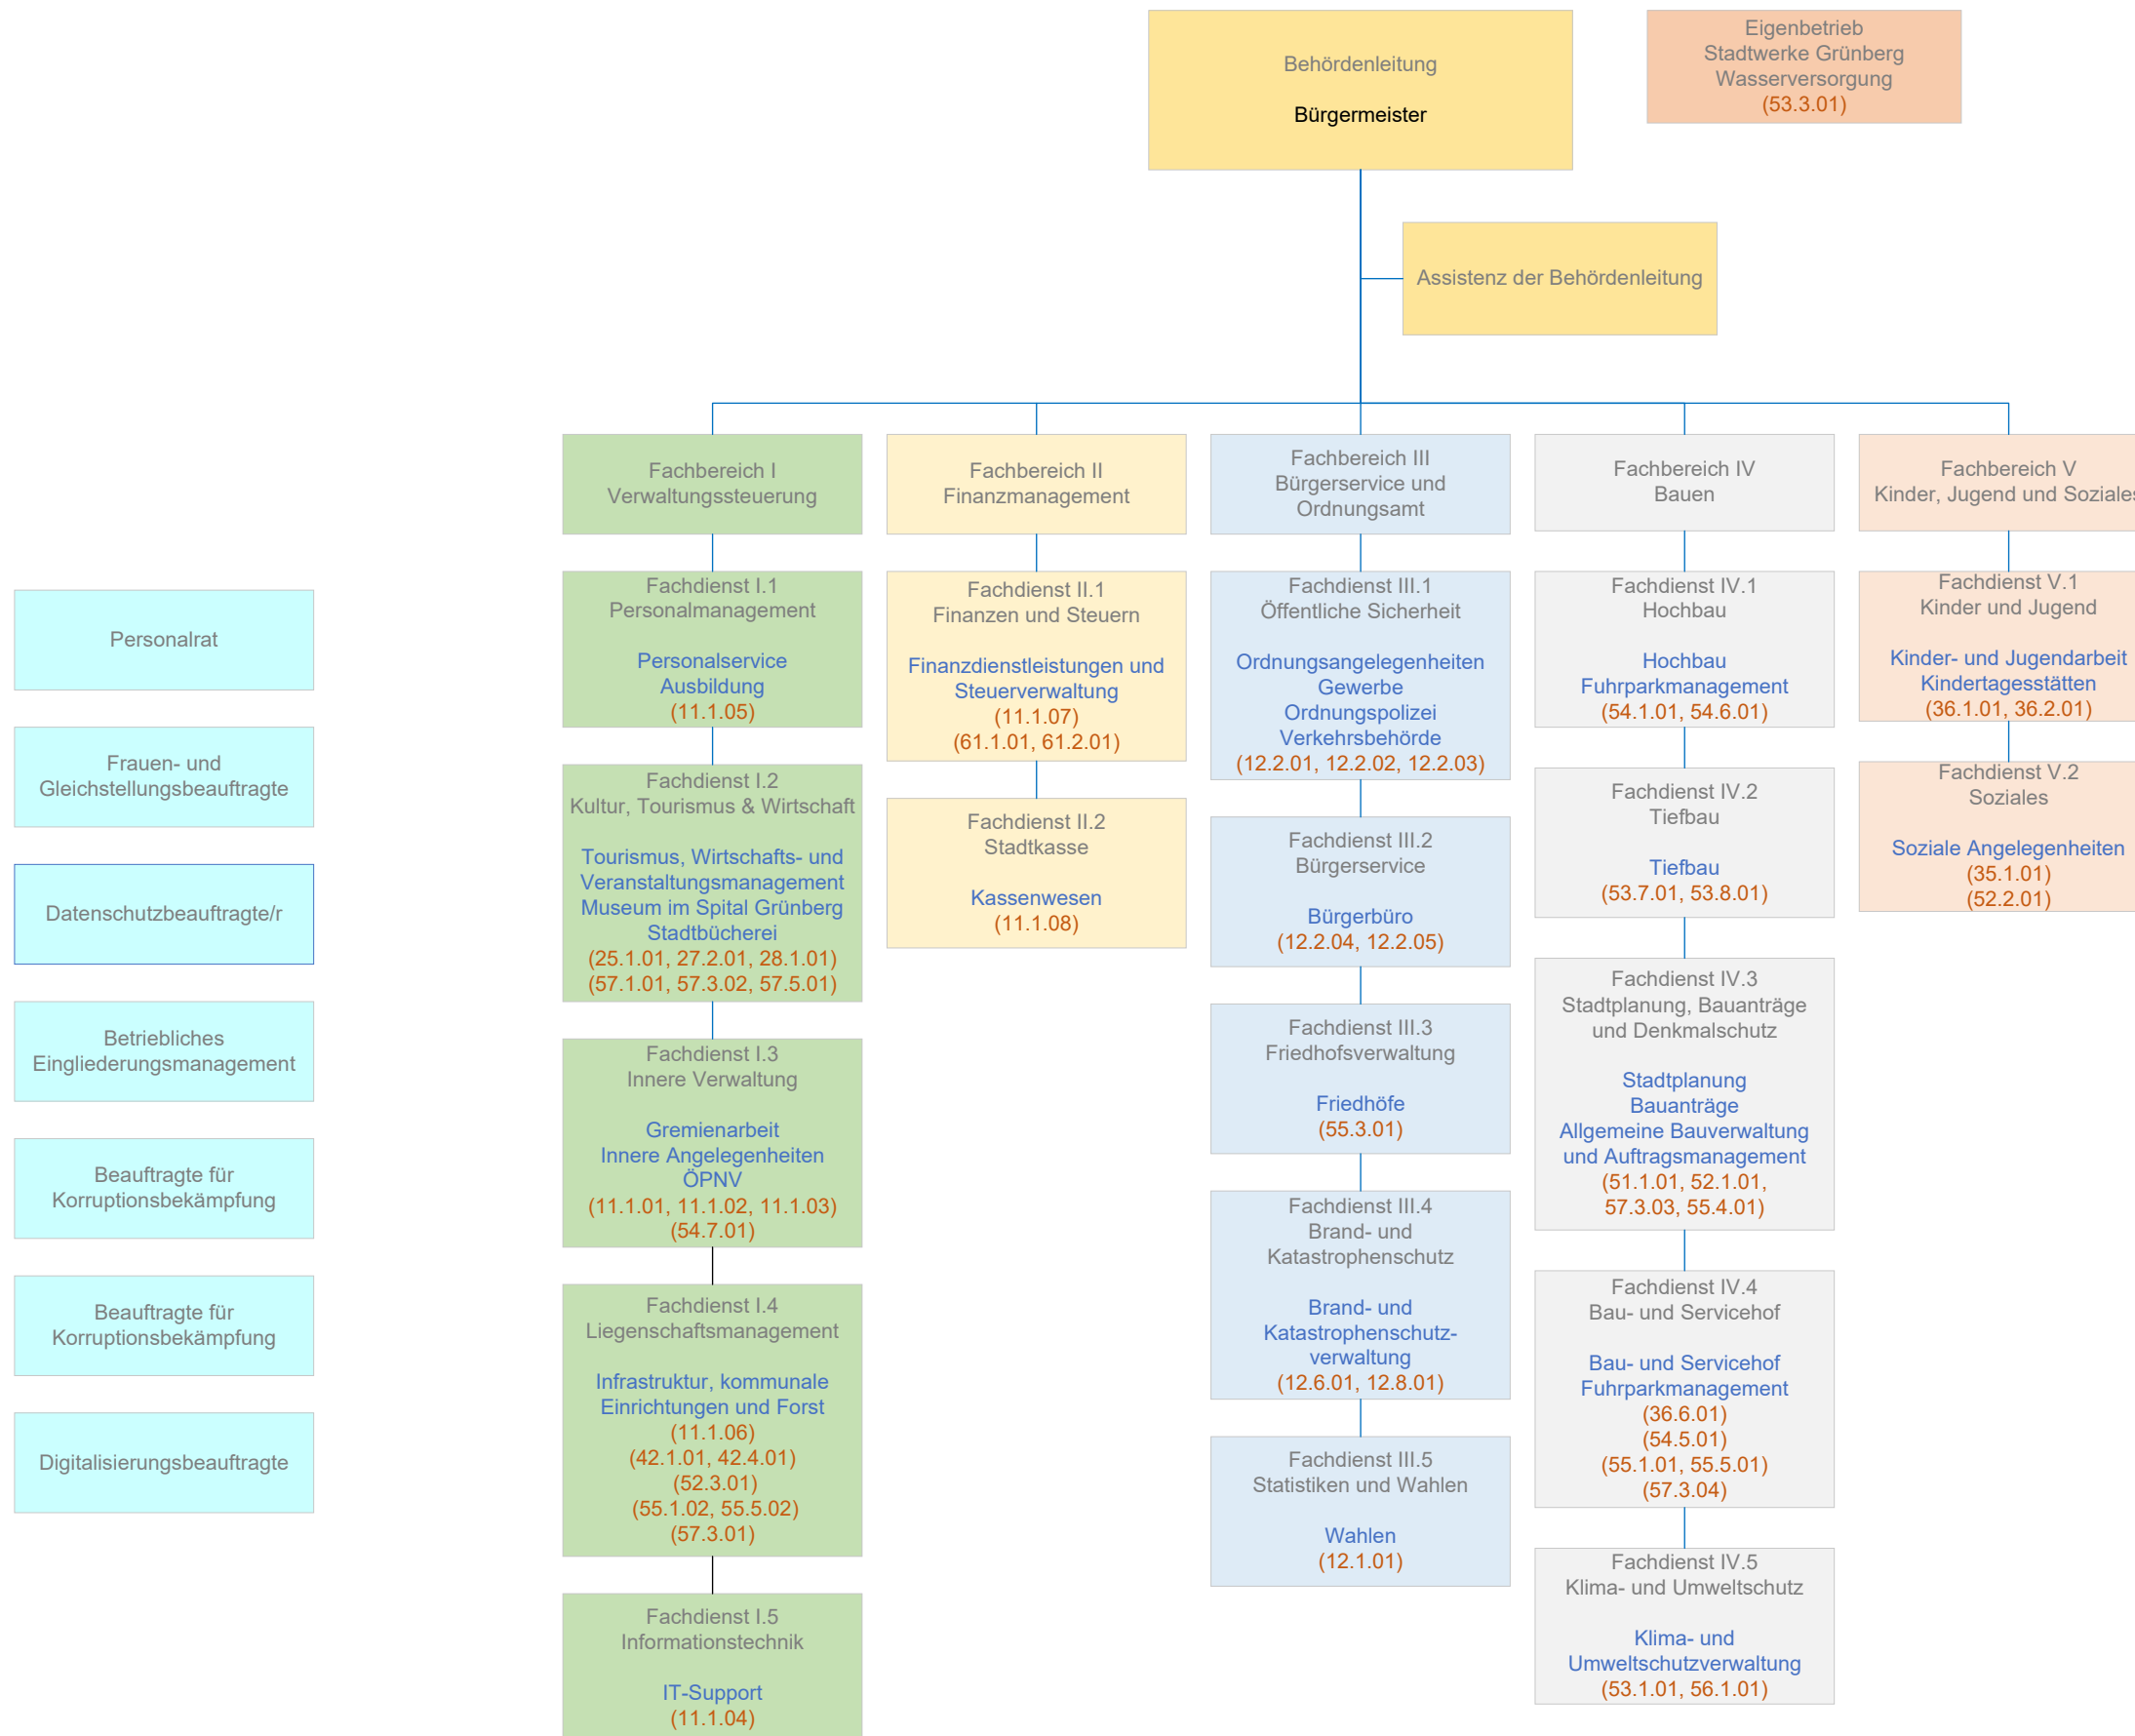 Behördenleitung
Bürgermeister
Eigenbetrieb
Stadtwerke Grünberg
Wasserversorgung
(53.3.01)
Assistenz der Behördenleitung
Personalrat
Frauen- und
Gleichstellungsbeauftragte
Datenschutzbeauftragte/r
Betriebliches
Eingliederungsmanagement
Beauftragte für
Korruptionsbekämpfung
Beauftragte für
Korruptionsbekämpfung
Digitalisierungsbeauftragte
Fachbereich I
Verwaltungssteuerung
Fachdienst I.1
Personalmanagement
Personalservice
Ausbildung
(11.1.05)
Fachdienst I.2
Kultur, Tourismus & Wirtschaft
Tourismus, Wirtschafts- und
Veranstaltungsmanagement
Museum im Spital Grünberg
Stadtbücherei
(25.1.01, 27.2.01, 28.1.01)
(57.1.01, 57.3.02, 57.5.01)
Fachdienst I.3
Innere Verwaltung
Gremienarbeit
Innere Angelegenheiten
ÖPNV
(11.1.01, 11.1.02, 11.1.03)
(54.7.01)
Fachdienst I.4
Liegenschaftsmanagement
Infrastruktur, kommunale
Einrichtungen und Forst
(11.1.06)
(42.1.01, 42.4.01)
(52.3.01)
(55.1.02, 55.5.02)
(57.3.01)
Fachdienst I.5
Informationstechnik
IT-Support
(11.1.04)
Fachbereich II
Finanzmanagement
Fachdienst II.1
Finanzen und Steuern
Finanzdienstleistungen und
Steuerverwaltung
(11.1.07)
(61.1.01, 61.2.01)
Fachdienst II.2
Stadtkasse
Kassenwesen
(11.1.08)
Fachbereich III
Bürgerservice und
Ordnungsamt
Fachdienst III.1
Öffentliche Sicherheit
Ordnungsangelegenheiten
Gewerbe
Ordnungspolizei
Verkehrsbehörde
(12.2.01, 12.2.02, 12.2.03)
Fachdienst III.2
Bürgerservice
Bürgerbüro
(12.2.04, 12.2.05)
Fachdienst III.3
Friedhofsverwaltung
Friedhöfe
(55.3.01)
Fachdienst III.4
Brand- und
Katastrophenschutz
Brand- und
Katastrophenschutz-
verwaltung
(12.6.01, 12.8.01)
Fachdienst III.5
Statistiken und Wahlen
Wahlen
(12.1.01)
Fachbereich IV
Bauen
Fachdienst IV.1
Hochbau
Hochbau
Fuhrparkmanagement
(54.1.01, 54.6.01)
Fachdienst IV.2
Tiefbau
Tiefbau
(53.7.01, 53.8.01)
Fachdienst IV.3
Stadtplanung, Bauanträge
und Denkmalschutz
Stadtplanung
Bauanträge
Allgemeine Bauverwaltung
und Auftragsmanagement
(51.1.01, 52.1.01,
57.3.03, 55.4.01)
Fachdienst IV.4
Bau- und Servicehof
Bau- und Servicehof
Fuhrparkmanagement
(36.6.01)
(54.5.01)
(55.1.01, 55.5.01)
(57.3.04)
Fachdienst IV.5
Klima- und Umweltschutz
Klima- und
Umweltschutzverwaltung
(53.1.01, 56.1.01)
Fachbereich V
Kinder, Jugend und Soziales
Fachdienst V.1
Kinder und Jugend
Kinder- und Jugendarbeit
Kindertagesstätten
(36.1.01, 36.2.01)
Fachdienst V.2
Soziales
Soziale Angelegenheiten
(35.1.01)
(52.2.01)